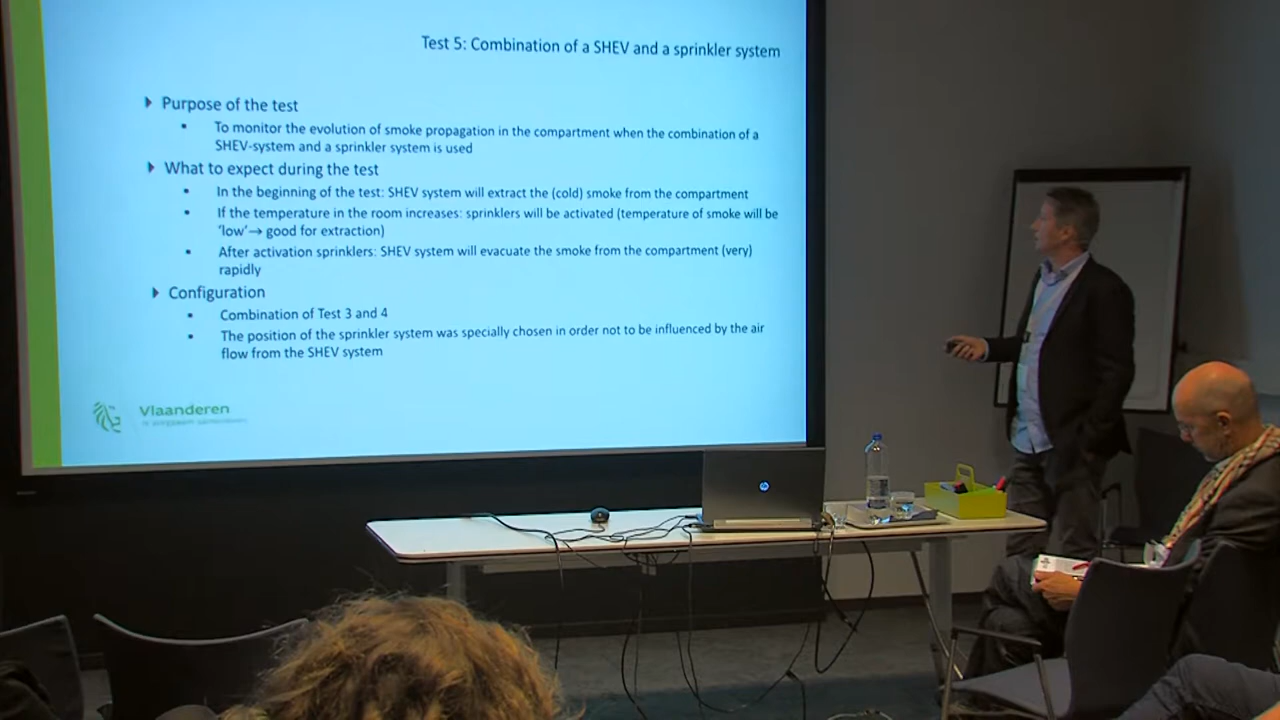 Test 5: Combination of a SHEV and a sprinkler system
Purpose of the test
To monitor the evolution of smoke propagation in the compartment when the combination of a
SHEV-system and a sprinkler system is used
What to expect during the test
In the beginning of the test: SHEV system will extract the (cold) smoke from the compartment
If the temperature in the room increases: sprinklers will be activated (temperature of smoke will be
'low'→ good for extraction)
After activation sprinklers: SHEV system will evacuate the smoke from the compartment (very)
rapidly
Configuration
Combination of Test 3 and 4
The position of the sprinkler system was specially chosen in order not to be influenced by the air
flow from the SHEV system
Vlaanderen
hp